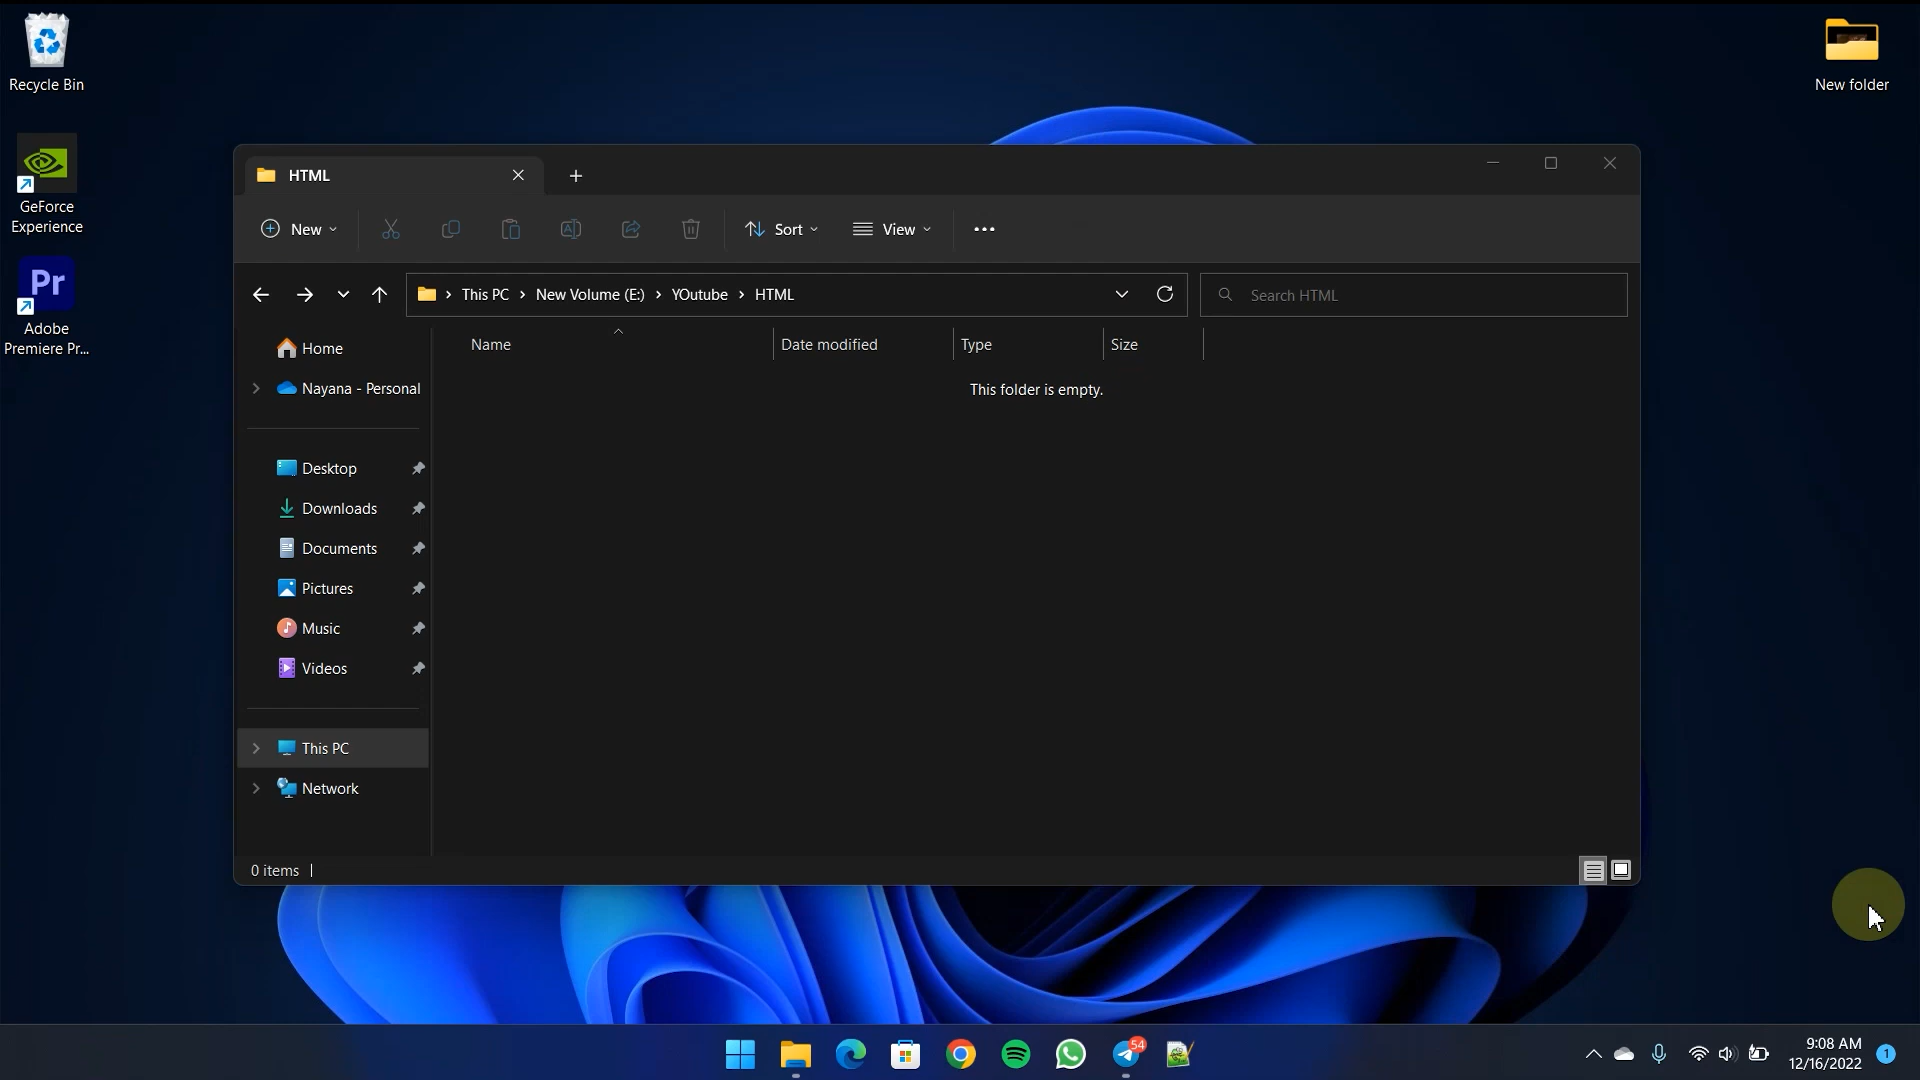 Recycle Bin
New folder
GeForce
Experience
Pr
Adobe
Premiere Pr...
HTML
New
Sort
View
This PC
New Volume (E:)
YOutube
HTML
Search HTML
Name
Date modified
Type
Size
This folder is empty.
Home
Nayana - Personal
Desktop
Downloads
Documents
Pictures
Music
Videos
This PC
Network
0 items
54
9:08 AM
12/16/2022
1